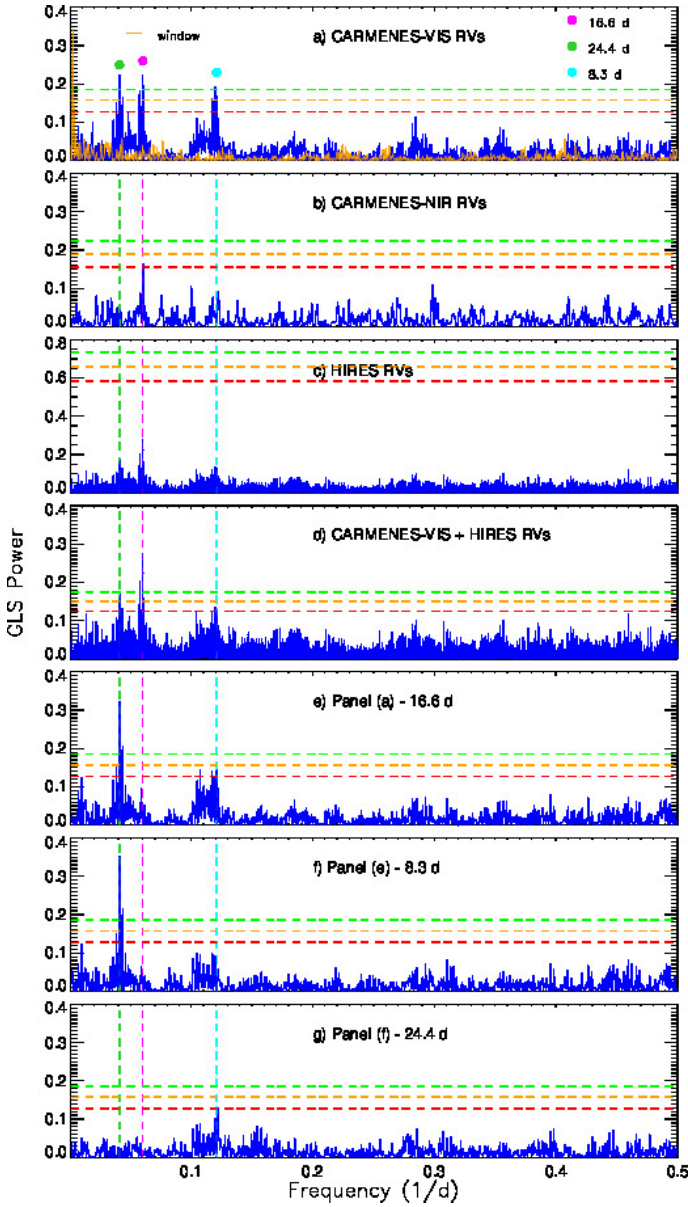 0.4
window
a) CARMENES-VIS RVs
16.6 d
0.3
24.4 d
8.3 d
0.2
0.1
0.0
0.4
b) CARMENES-NIR RVs
0.3
0.2
0.1
0.0
0.8
c) HIRES RVs
0.6
0.4
0.2
0.0
0.4
d) CARMENES-VIS + HIRES RVs
0.3
0.2
0.1
0.0
GLS Power
0.4
e) Panel (a) - 16.6 d
0.3
0.2
0.1
0.0
0.4
f) Panel (e) - 8.3 d
0.3
0.2
0.1
0.0
0.4
g) Panel (f) - 24.4 d
0.3
0.2
0.1
0.0
0.1 0.2 0.3 0.4 0.5
Frequency (1/d)